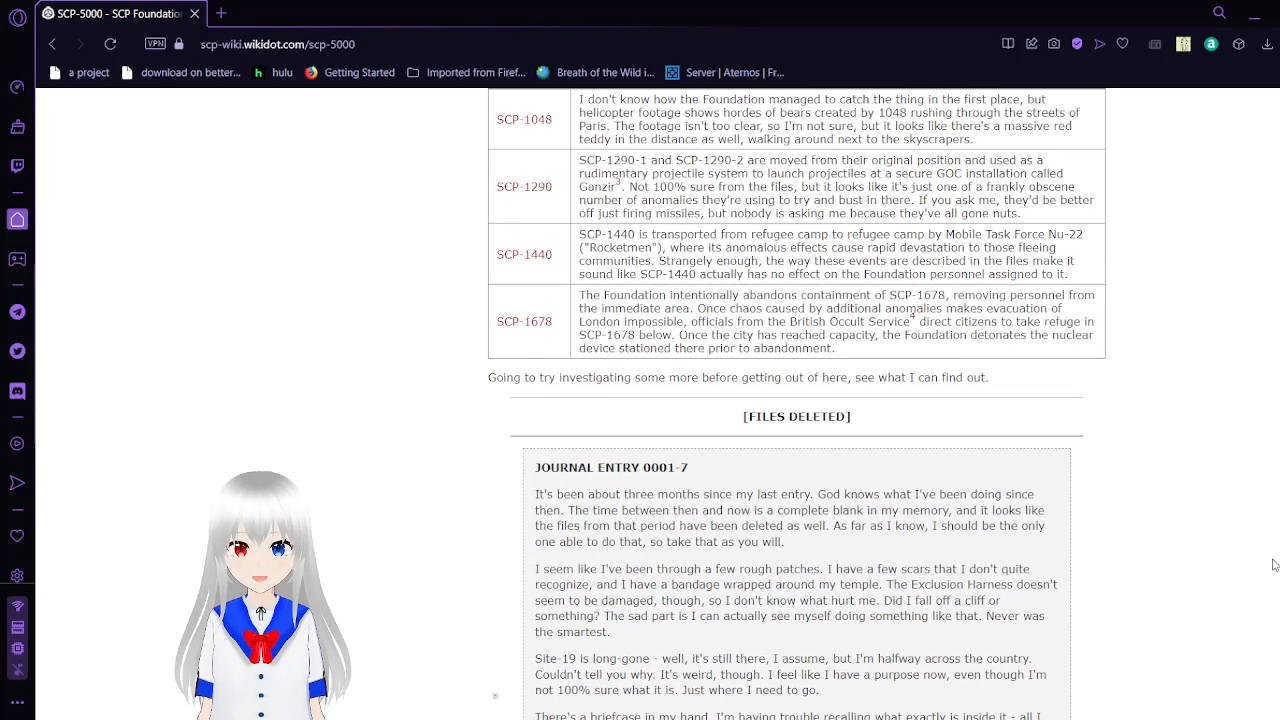 SCP-5000 - SCP Foundation
VPN
scp-wiki.wikidot.com/scp-5000
a project
download on better...
hulu
Getting Started
Imported from Firef...
Breath of the Wild i...
Server | Aternos | Fr...
SCP-1048
I don't know how the Foundation managed to catch the thing in the first place, but
helicopter footage shows hordes of bears created by 1048 rushing through the streets of
Paris. The footage isn't too clear, so I'm not sure, but it looks like there's a massive red
teddy in the distance as well, walking around next to the skyscrapers.
SCP-1290
SCP-1290-1 and SCP-1290-2 are moved from their original position and used as a
rudimentary projectile system to launch projectiles at a secure GOC installation called
Ganzir3. Not 100% sure from the files, but it looks like it's just one of a frankly obscene
number of anomalies they're using to try and bust in there. If you ask me, they'd be better
off just firing missiles, but nobody is asking me because they've all gone nuts.
SCP-1440
SCP-1440 is transported from refugee camp to refugee camp by Mobile Task Force Nu-22
("Rocketmen"), where its anomalous effects cause rapid devastation to those fleeing
communities. Strangely enough, the way these events are described in the files make it
sound like SCP-1440 actually has no effect on the Foundation personnel assigned to it.
SCP-1678
The Foundation intentionally abandons containment of SCP-1678, removing personnel from
the immediate area. Once chaos caused by additional anomalies makes evacuation of
London impossible, officials from the British Occult Service4 direct citizens to take refuge in
SCP-1678 below. Once the city has reached capacity, the Foundation detonates the nuclear
device stationed there prior to abandonment.
Going to try investigating some more before getting out of here, see what I can find out.
[FILES DELETED]
JOURNAL ENTRY 0001-7
It's been about three months since my last entry. God knows what I've been doing since
then. The time between then and now is a complete blank in my memory, and it looks like
the files from that period have been deleted as well. As far as I know, I should be the only
one able to do that, so take that as you will.
I seem like I've been through a few rough patches. I have a few scars that I don't quite
recognize, and I have a bandage wrapped around my temple. The Exclusion Harness doesn't
seem to be damaged, though, so I don't know what hurt me. Did I fall off a cliff or
something? The sad part is I can actually see myself doing something like that. Never was
the smartest.
Site-19 is long-gone - well, it's still there, I assume, but I'm halfway across the country.
Couldn't tell you why. It's weird, though. I feel like I have a purpose now, even though I'm
not 100% sure what it is. Just where I need to go.
There's a briefcase in my hand. I'm having trouble recalling what exactly is inside it - all I